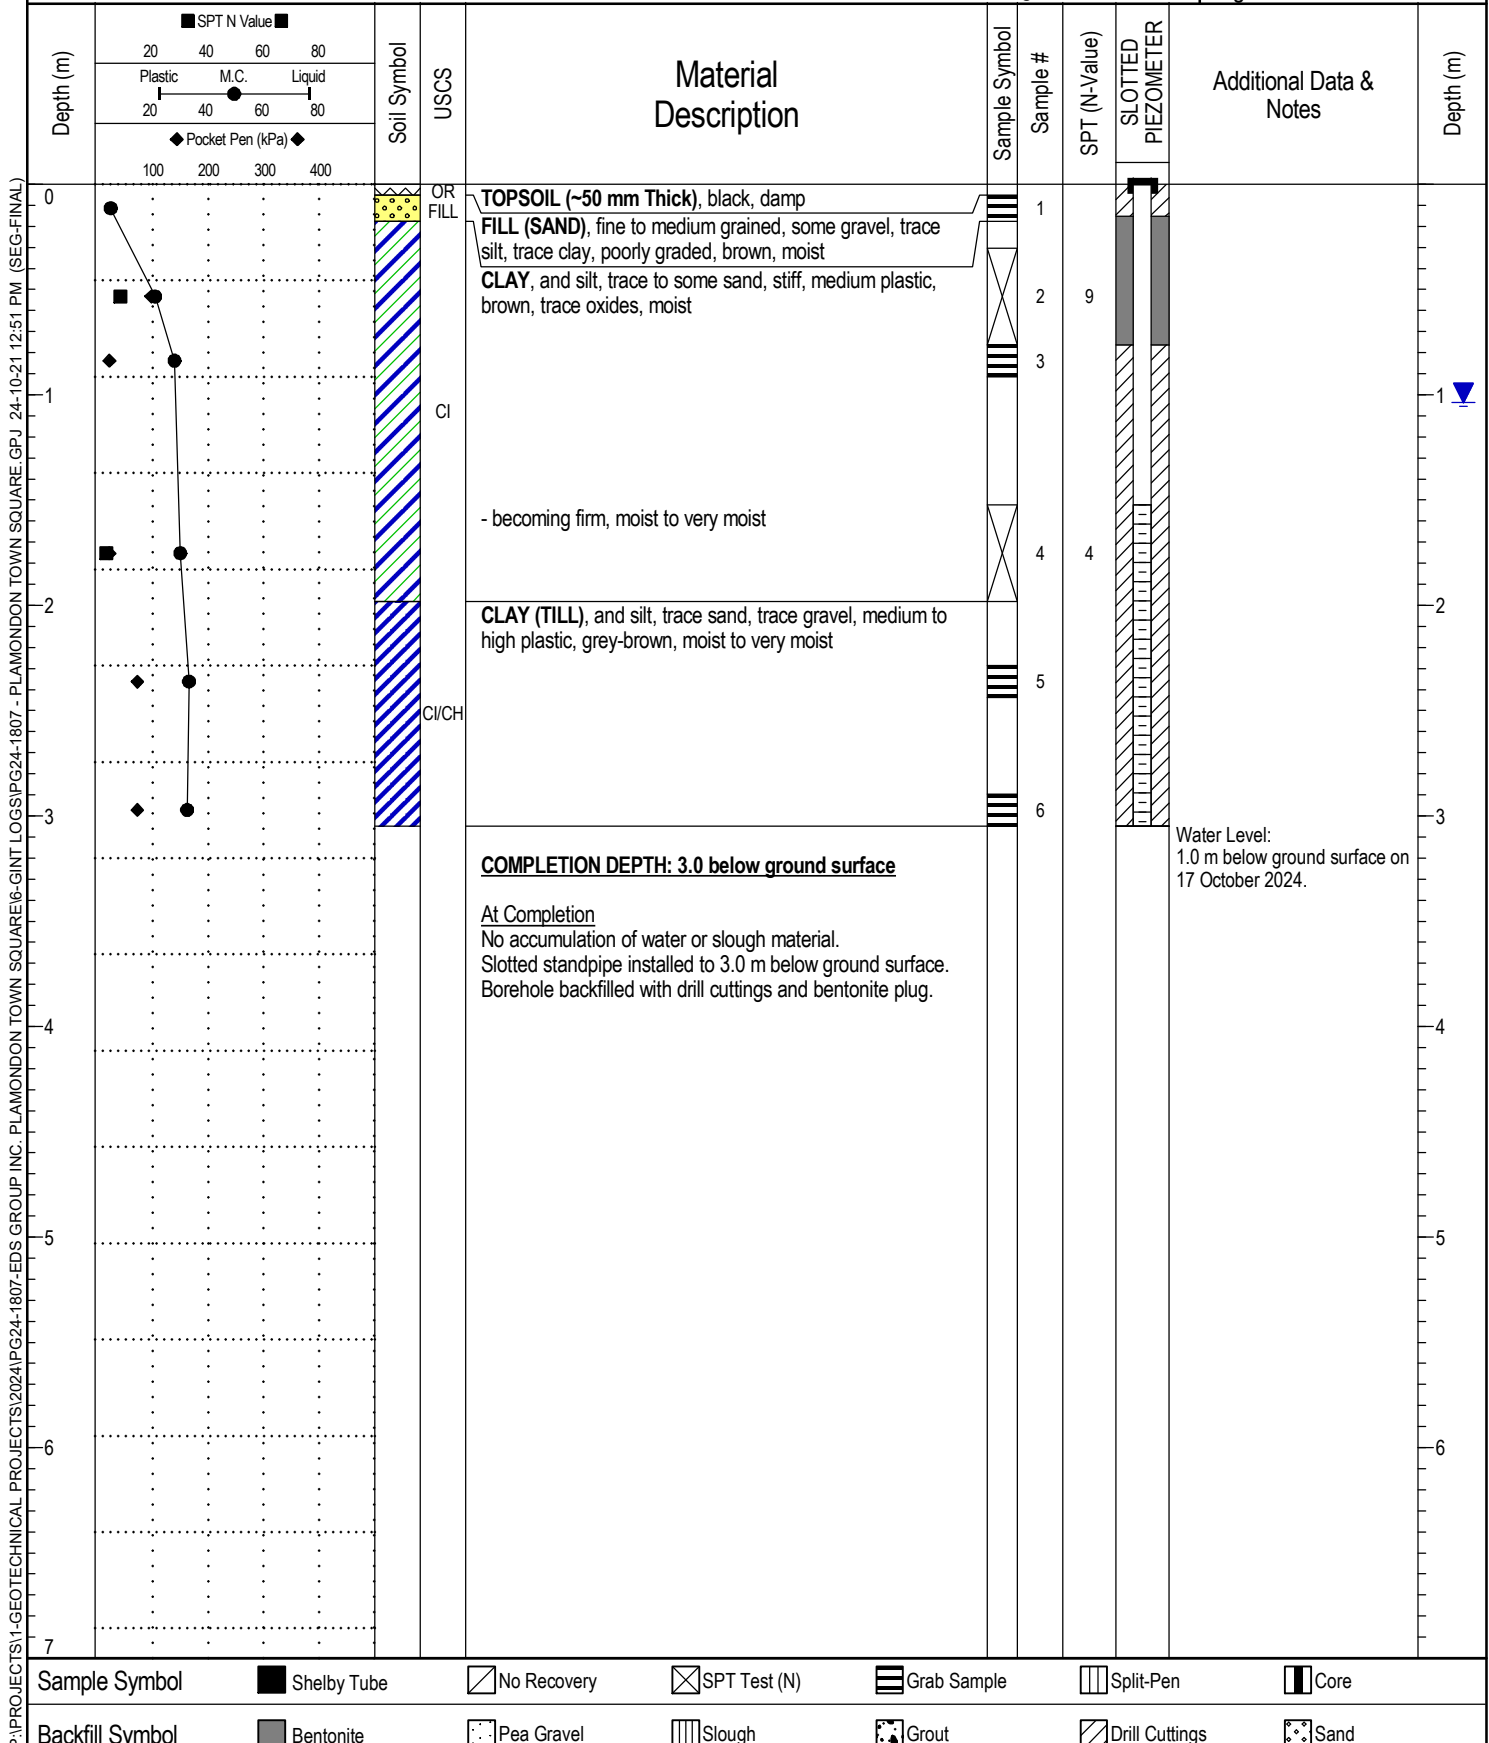 SPT N Value
20 40 60 80
Plastic M.C. Liquid
20 40 60 80
Pocket Pen (kPa)
100 200 300 400
Depth (m)
Soil Symbol
USCS
Material
Description
Sample Symbol
Sample #
SPT (N-Value)
SLOTTED
PIEZOMETER
Additional Data &
Notes
Depth (m)
0
OR
FILL
TOPSOIL (~50 mm Thick), black, damp
1
FILL (SAND), fine to medium grained, some gravel, trace
silt, trace clay, poorly graded, brown, moist
CLAY, and silt, trace to some sand, stiff, medium plastic,
brown, trace oxides, moist
2 9
3
1
CI
1
- becoming firm, moist to very moist
4 4
2
2
CLAY (TILL), and silt, trace sand, trace gravel, medium to
high plastic, grey-brown, moist to very moist
5
CI/CH
6
3
3
Water Level:
1.0 m below ground surface on
17 October 2024.
COMPLETION DEPTH: 3.0 below ground surface
At Completion
No accumulation of water or slough material.
Slotted standpipe installed to 3.0 m below ground surface.
Borehole backfilled with drill cuttings and bentonite plug.
4
4
5
5
6
6
7
Sample Symbol Shelby Tube No Recovery SPT Test (N) Grab Sample Split-Pen Core
Backfill Symbol Bentonite Pea Gravel Slough Grout Drill Cuttings Sand
P:\PROJECTS\1-GEOTECHNICAL PROJECTS\2024\PG24-1807-EDS GROUP INC. PLAMONDON TOWN SQUARE\6-GINT LOGS\PG24-1807 - PLAMONDON TOWN SQUARE.GPJ 24-10-21 12:51 PM (SEG-FINAL)